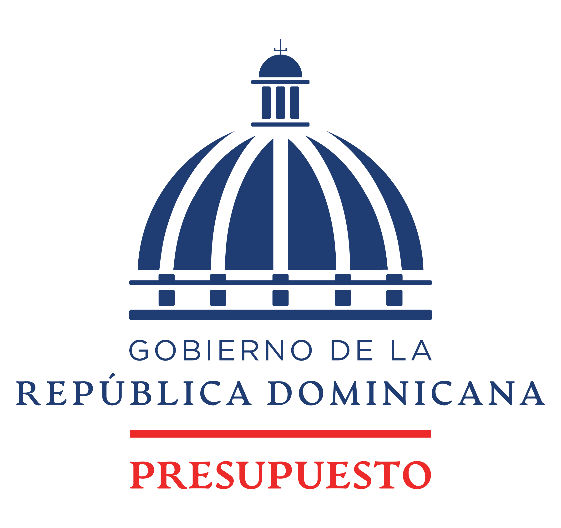 GOBIERNO DE LA
REPÚBLICA DOMINICANA
PRESUPUESTO